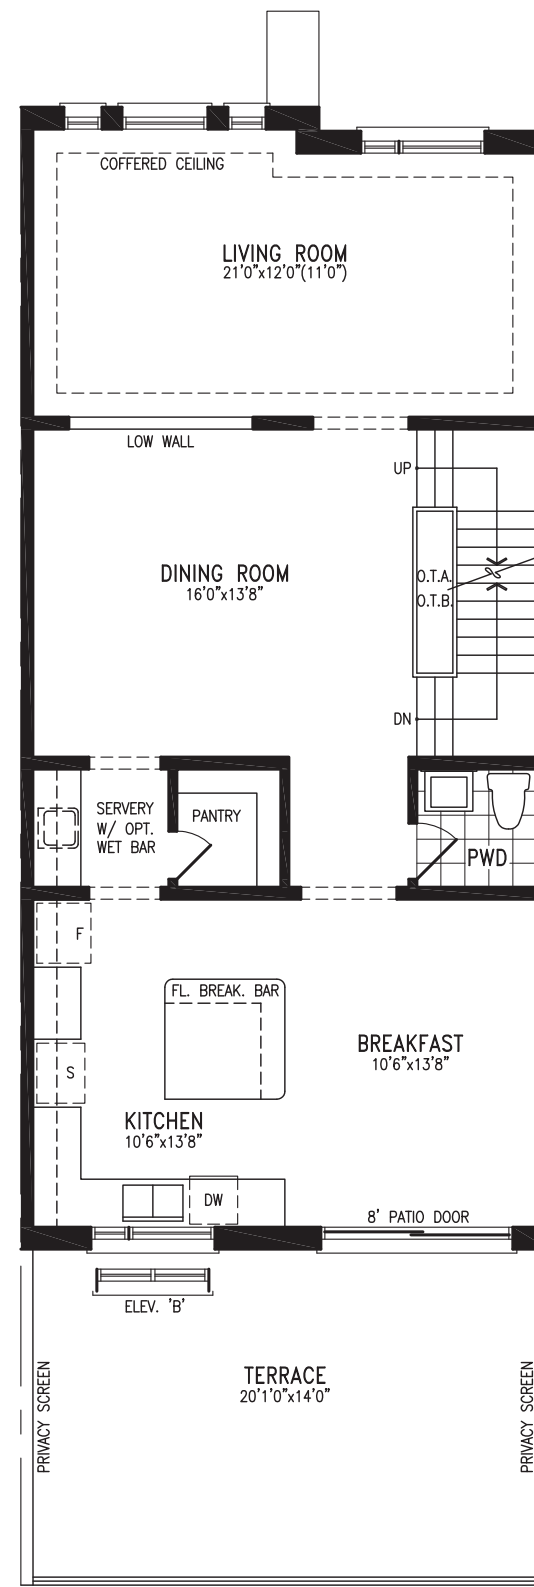 COFFERED CEILING
LIVING ROOM
21'0"x12'0"(11'0")
LOW WALL
UP
DINING ROOM
16'0"x13'8"
O.T.A.
O.T.B.
DN
SERVERY
W/ OPT.
WET BAR
PANTRY
PWD
F
FL. BREAK. BAR
S
BREAKFAST
10'6"x13'8"
KITCHEN
10'6"x13'8"
DW
8' PATIO DOOR
ELEV. 'B'
TERRACE
20'1'0"x14'0"
PRIVACY SCREEN
PRIVACY SCREEN